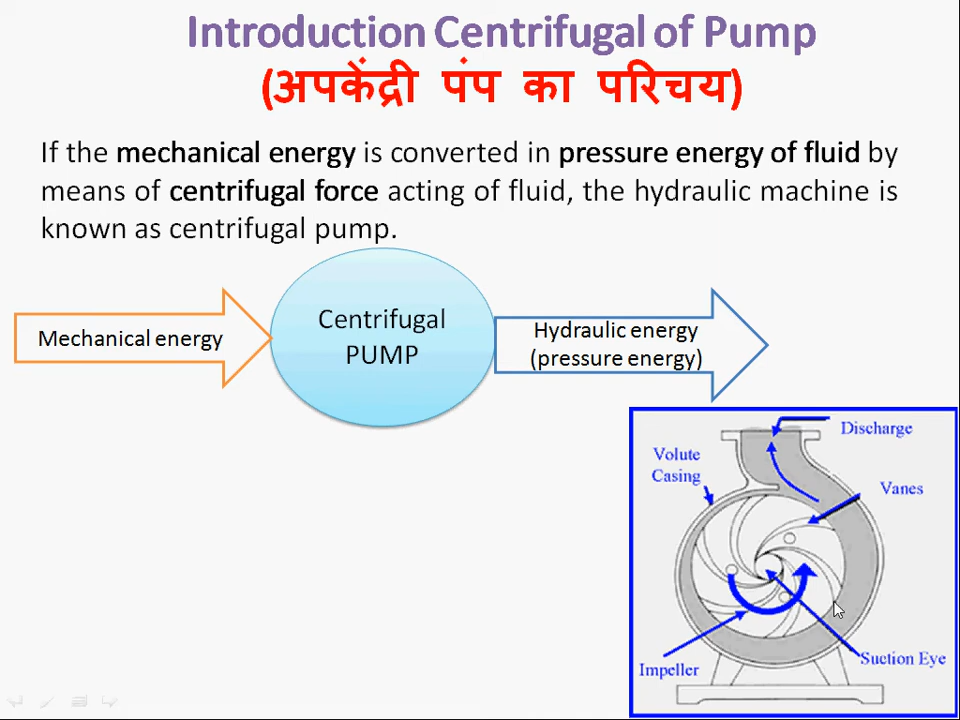 Introduction Centrifugal of Pump
(अपकेंद्री पंप का परिचय)
If the mechanical energy is converted in pressure energy of fluid by
means of centrifugal force acting of fluid, the hydraulic machine is
known as centrifugal pump.
Mechanical energy
Centrifugal
PUMP
Hydraulic energy
(pressure energy)
Discharge
Volute
Casing
Vanes
Impeller
Suction Eye